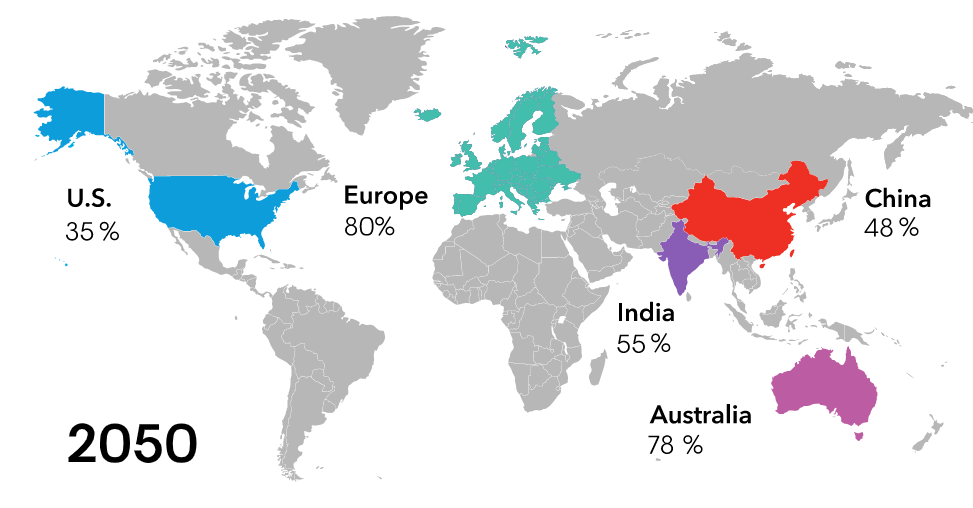 U.S.
35 %
Europe
80%
China
48 %
India
55 %
Australia
78 %
2050